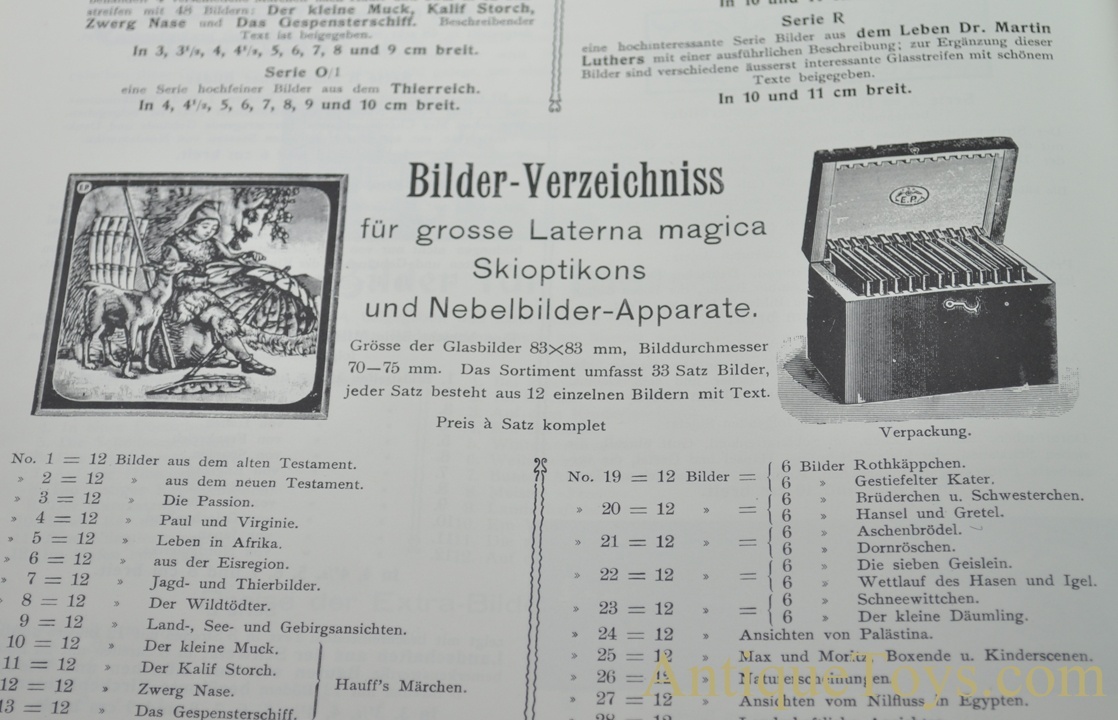 streifen mit 48 Bildern: Der kleine Muck, Kalif Storch,
Zwerg Nase und Das Gespensterschiff. Beschreibender
Text ist beigegeben.
In 3, 3¹/₂, 4, 4¹/₂, 5, 6, 7, 8 und 9 cm breit.
Serie O/1
eine Serie hochfeiner Bilder aus dem Thierreich.
In 4, 4¹/₂, 5, 6, 7, 8, 9 und 10 cm breit.
Serie R
eine hochinteressante Serie Bilder aus dem Leben Dr. Martin
Luthers mit einer ausführlichen Beschreibung; zur Ergänzung dieser
Bilder sind verschiedene äusserst interessante Glasstreifen mit schönem
Texte beigegeben.
In 10 und 11 cm breit.
Bilder-Verzeichniss
für grosse Laterna magica
Skioptikons
und Nebelbilder-Apparate.
Grösse der Glasbilder 83×83 mm, Bilddurchmesser
70—75 mm. Das Sortiment umfasst 33 Satz Bilder,
jeder Satz besteht aus 12 einzelnen Bildern mit Text.
Preis à Satz komplet
E.P.
Verpackung.
No. 1 = 12 Bilder aus dem alten Testament.
» 2 = 12 » aus dem neuen Testament.
» 3 = 12 » Die Passion.
» 4 = 12 » Paul und Virginie.
» 5 = 12 » Leben in Afrika.
» 6 = 12 » aus der Eisregion.
» 7 = 12 » Jagd- und Thierbilder.
» 8 = 12 » Der Wildtödter.
9 = 12 » Land-, See- und Gebirgsansichten.
10 = 12 » Der kleine Muck.
11 = 12 » Der Kalif Storch.
12 = 12 » Zwerg Nase.
13 = 12 » Das Gespensterschiff.
Hauff's Märchen.
No. 19 = 12 Bilder = { 6 Bilder Rothkäppchen.
6 » Gestiefelter Kater.
» 20 = 12 » = { 6 » Brüderchen u. Schwesterchen.
6 » Hansel und Gretel.
» 21 = 12 » = { 6 » Aschenbrödel.
6 » Dornröschen.
» 22 = 12 » = { 6 » Die sieben Geislein.
6 » Wettlauf des Hasen und Igel.
» 23 = 12 » = { 6 » Schneewittchen.
6 » Der kleine Däumling.
» 24 = 12 » Ansichten von Palästina.
» 25 = 12 » Max und Moritz, Boxende u. Kinderscenen.
» 26 = 12 » Naturerscheinungen.
» 27 = 12 » Ansichten vom Nilfluss in Egypten.
AntiqueToys.com